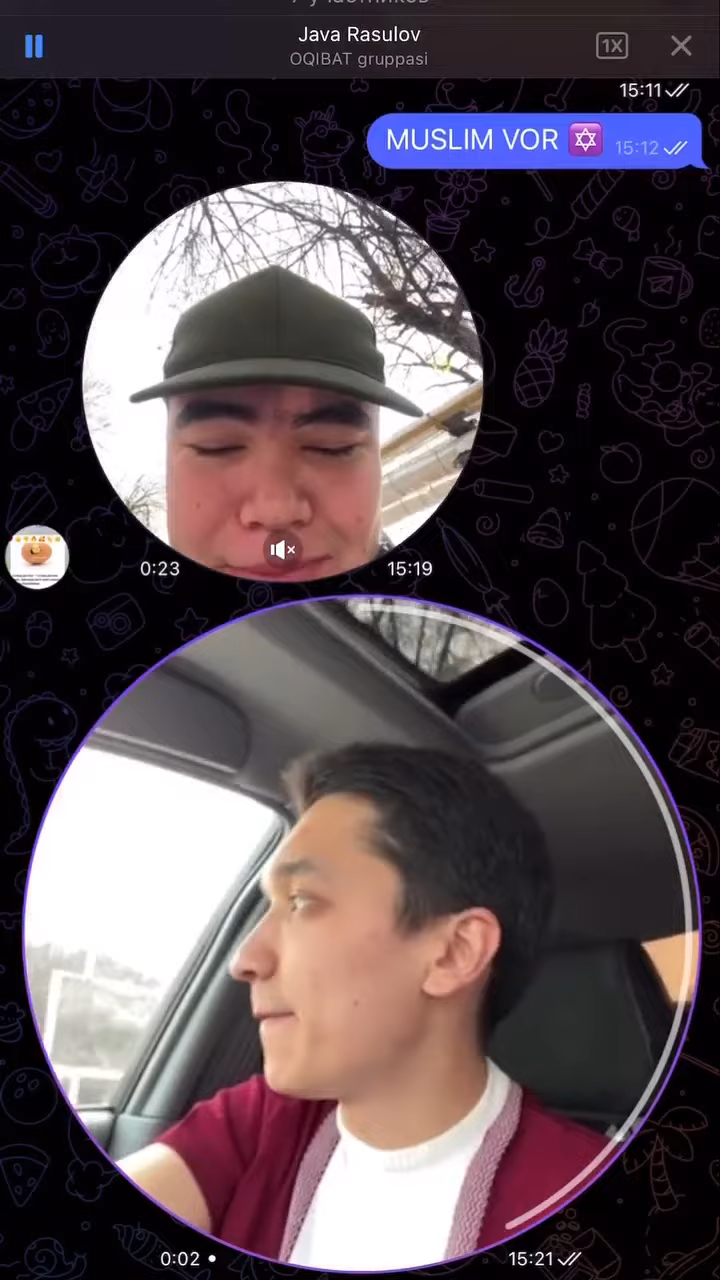 Java Rasulov
OQIBAT gruppasi
1X
15:11
MUSLIM VOR 🔯 15:12
0:23
15:19
0:02
15:21